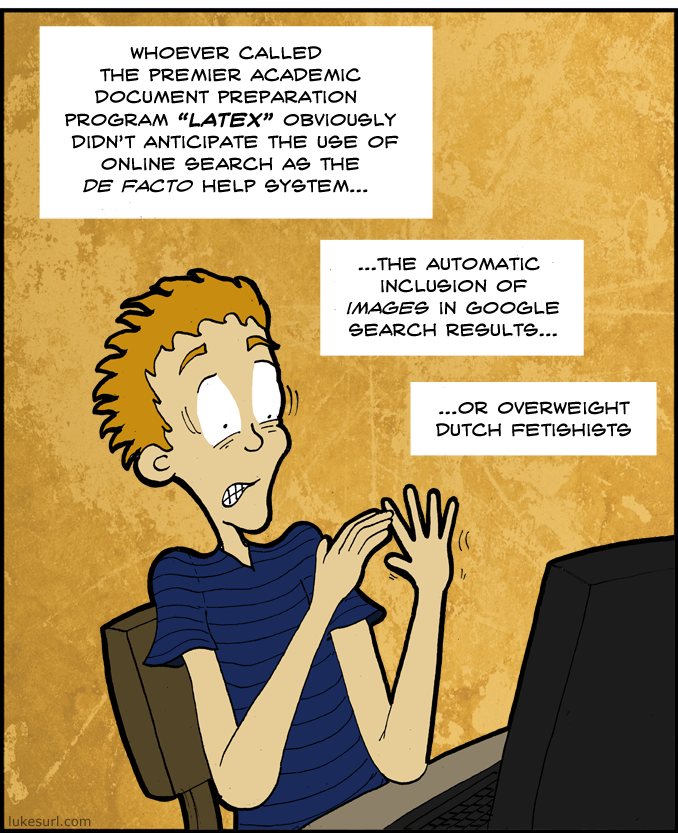 WHOEVER CALLED
THE PREMIER ACADEMIC
DOCUMENT PREPARATION
PROGRAM "LATEX" OBVIOUSLY
DIDN'T ANTICIPATE THE USE OF
ONLINE SEARCH AS THE
DE FACTO HELP SYSTEM...
...THE AUTOMATIC
INCLUSION OF
IMAGES IN GOOGLE
SEARCH RESULTS...
...OR OVERWEIGHT
DUTCH FETISHISTS
lukesurl.com